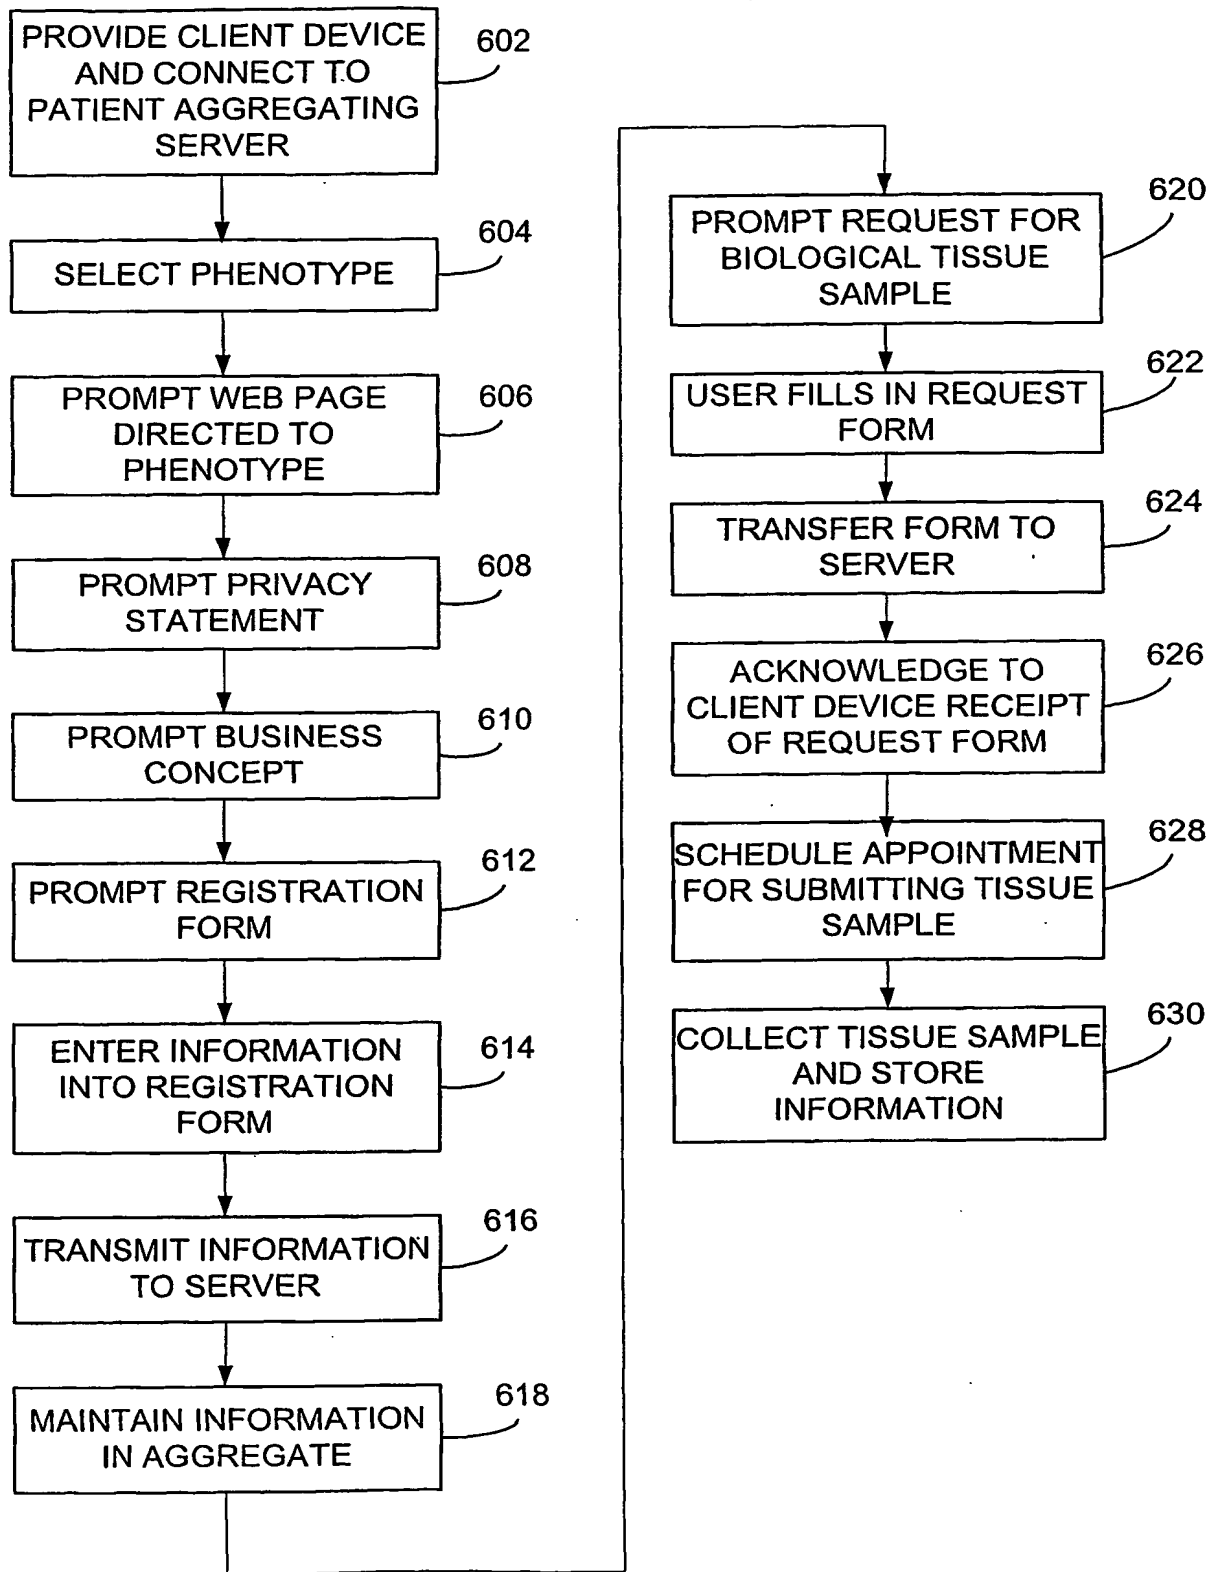 PROVIDE CLIENT DEVICE
AND CONNECT TO
PATIENT AGGREGATING
SERVER
602
SELECT PHENOTYPE
604
PROMPT WEB PAGE
DIRECTED TO
PHENOTYPE
606
PROMPT PRIVACY
STATEMENT
608
PROMPT BUSINESS
CONCEPT
610
PROMPT REGISTRATION
FORM
612
ENTER INFORMATION
INTO REGISTRATION
FORM
614
TRANSMIT INFORMATION
TO SERVER
616
MAINTAIN INFORMATION
IN AGGREGATE
618
PROMPT REQUEST FOR
BIOLOGICAL TISSUE
SAMPLE
620
USER FILLS IN REQUEST
FORM
622
TRANSFER FORM TO
SERVER
624
ACKNOWLEDGE TO
CLIENT DEVICE RECEIPT
OF REQUEST FORM
626
SCHEDULE APPOINTMENT
FOR SUBMITTING TISSUE
SAMPLE
628
COLLECT TISSUE SAMPLE
AND STORE
INFORMATION
630